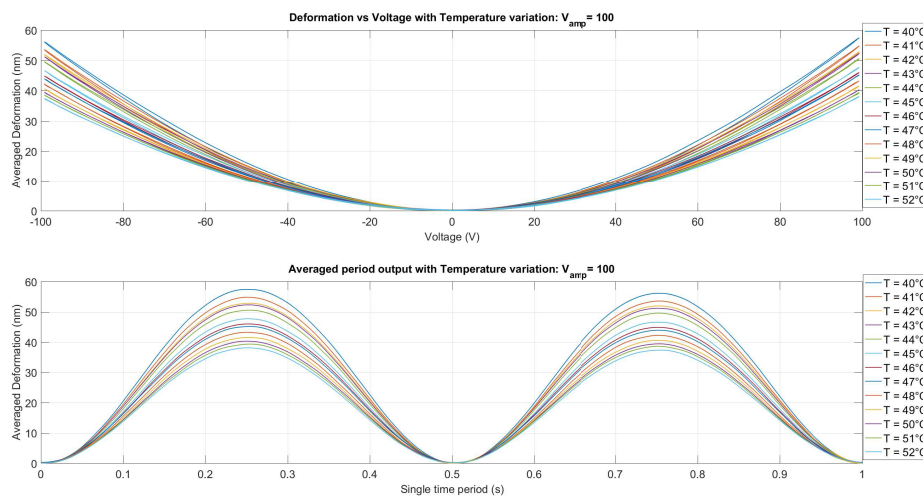 Deformation vs Voltage with Temperature variation: V_amp = 100
Averaged Deformation (nm)
60
50
40
30
20
10
0
-100 -80 -60 -40 -20 0 20 40 60 80 100
Voltage (V)
T = 40°C
T = 41°C
T = 42°C
T = 43°C
T = 44°C
T = 45°C
T = 46°C
T = 47°C
T = 48°C
T = 49°C
T = 50°C
T = 51°C
T = 52°C
Averaged period output with Temperature variation: V_amp = 100
Averaged Deformation (nm)
60
50
40
30
20
10
0
0 0.1 0.2 0.3 0.4 0.5 0.6 0.7 0.8 0.9 1
Single time period (s)
T = 40°C
T = 41°C
T = 42°C
T = 43°C
T = 44°C
T = 45°C
T = 46°C
T = 47°C
T = 48°C
T = 49°C
T = 50°C
T = 51°C
T = 52°C